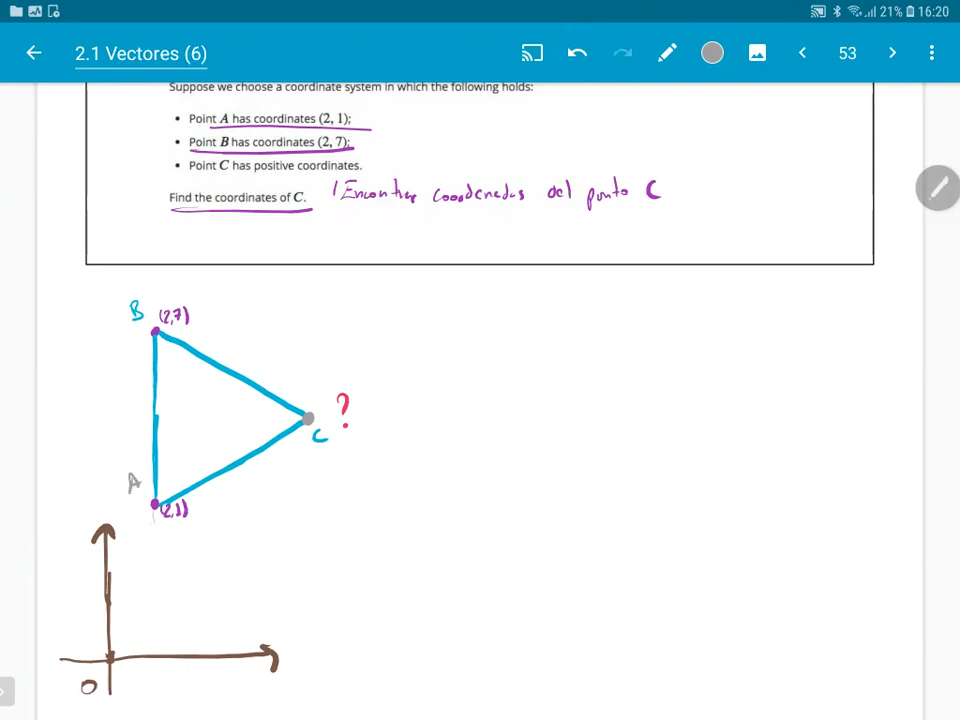 21% 16:20
2.1 Vectores (6)
53
Suppose we choose a coordinate system in which the following holds:
• Point A has coordinates (2, 1);
• Point B has coordinates (2, 7);
• Point C has positive coordinates.
Find the coordinates of C.
Encontrar coordenadas del punto C
B (2,7)
?
C
A
(2,1)
O